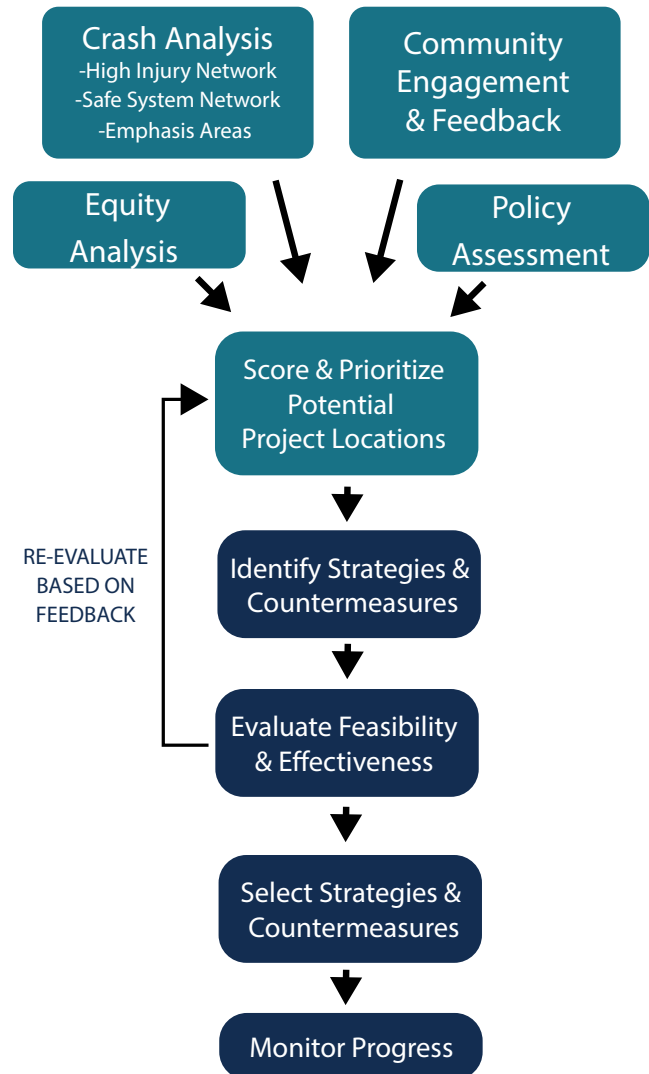 Crash Analysis
-High Injury Network
-Safe System Network
-Emphasis Areas
Community
Engagement
& Feedback
Equity
Analysis
Policy
Assessment
Score & Prioritize
Potential
Project Locations
RE-EVALUATE
BASED ON
FEEDBACK
Identify Strategies &
Countermeasures
Evaluate Feasibility
& Effectiveness
Select Strategies &
Countermeasures
Monitor Progress